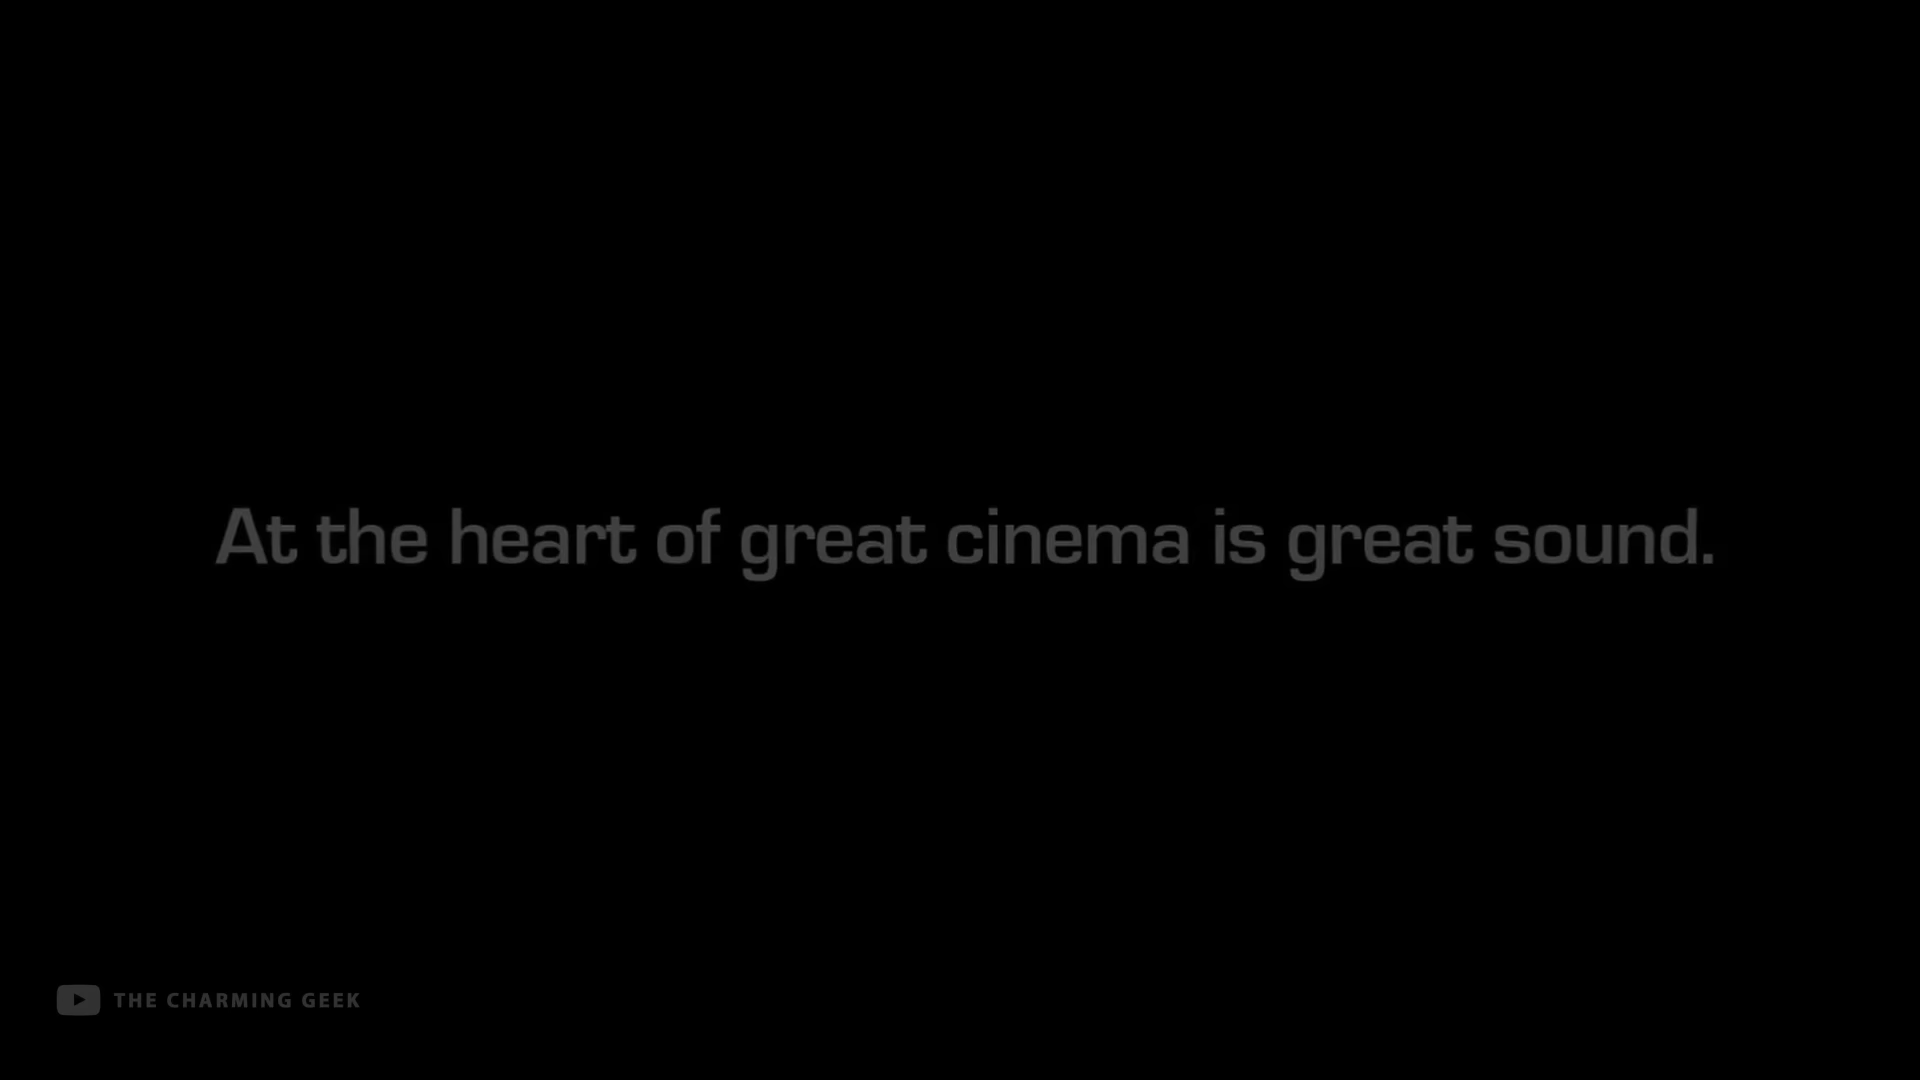 At the heart of great cinema is great sound.
THE CHARMING GEEK